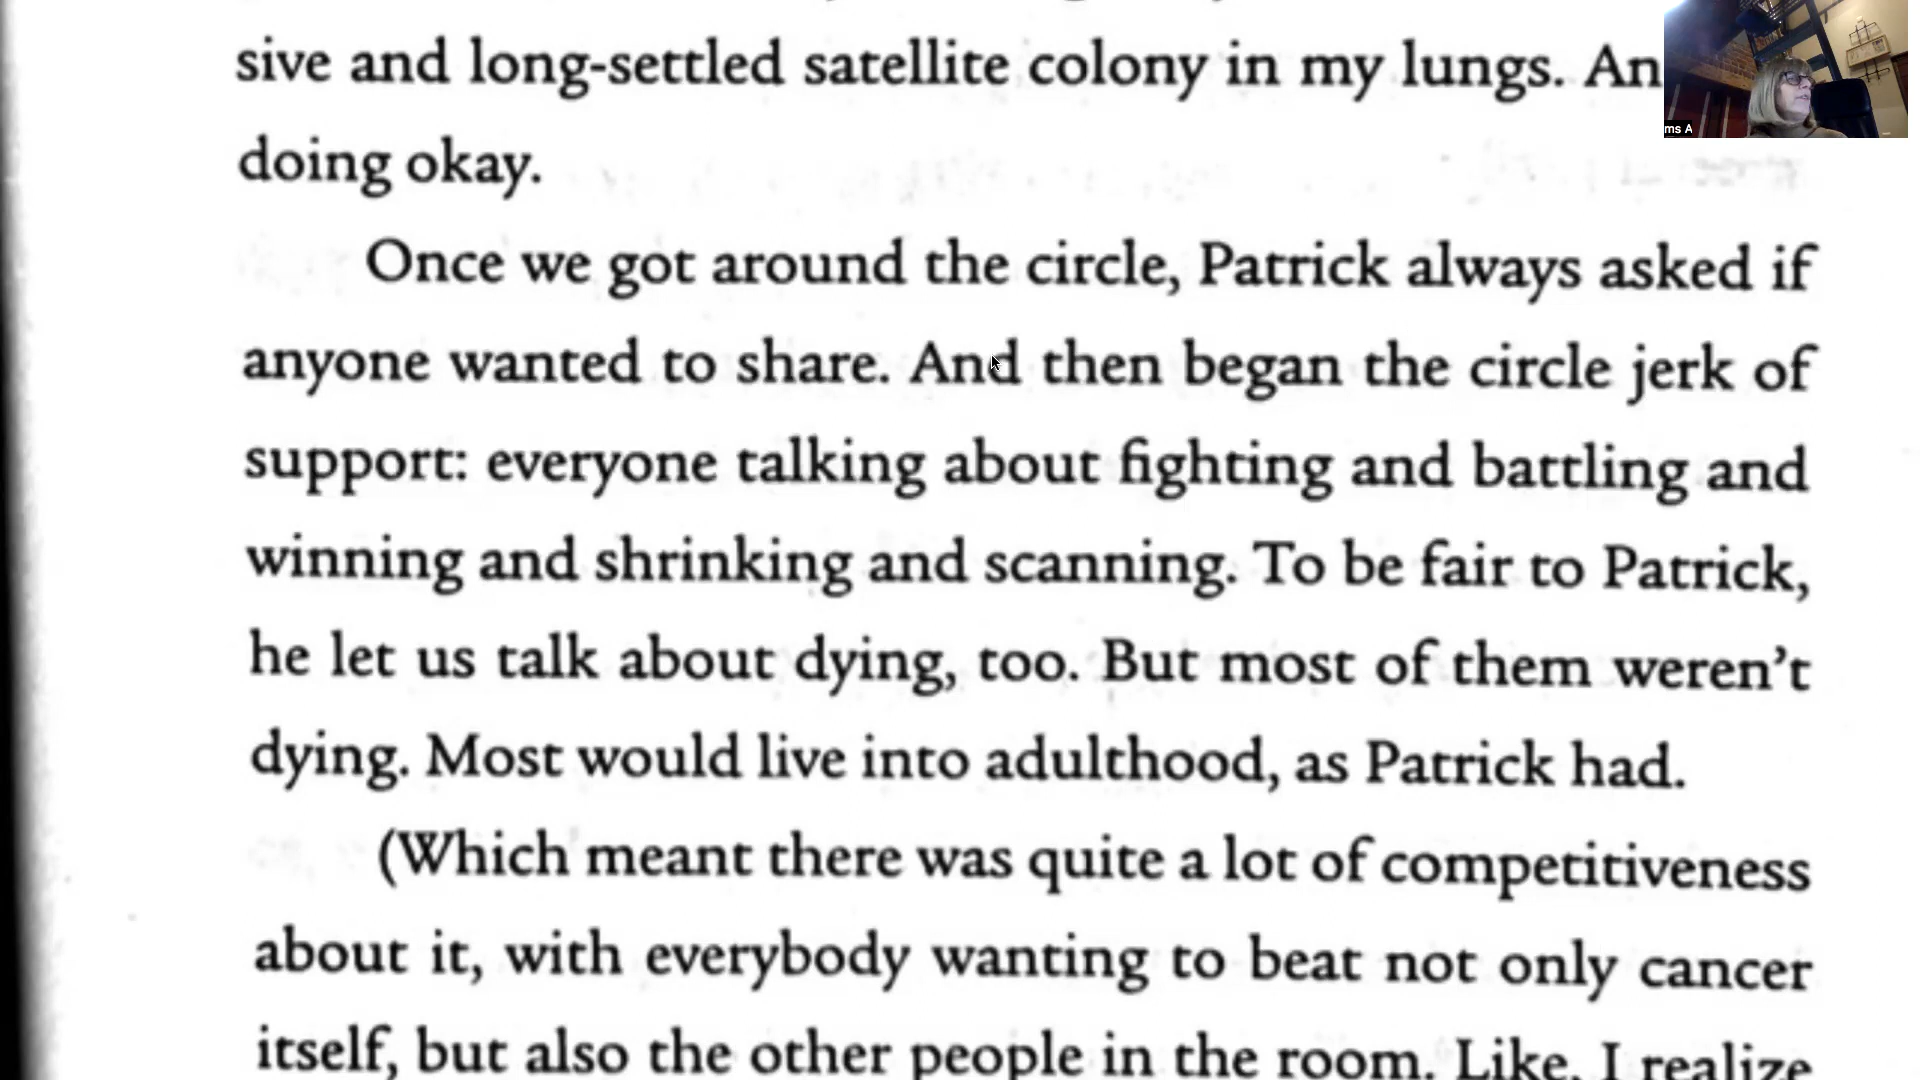 sive and long-settled satellite colony in my lungs. An
doing okay.
Once we got around the circle, Patrick always asked if
anyone wanted to share. And then began the circle jerk of
support: everyone talking about fighting and battling and
winning and shrinking and scanning. To be fair to Patrick,
he let us talk about dying, too. But most of them weren't
dying. Most would live into adulthood, as Patrick had.
(Which meant there was quite a lot of competitiveness
about it, with everybody wanting to beat not only cancer
itself, but also the other people in the room. Like, I realize
ms A